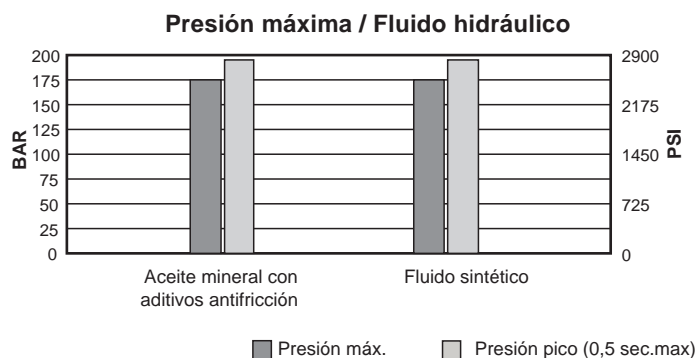 Presión máxima / Fluido hidráulico
200
175
150
125
100
75
50
25
0
BAR
2900
2175
1450
725
0
PSI
Aceite mineral con
aditivos antifricción
Fluido sintético
Presión máx.
Presión pico (0,5 sec.max)